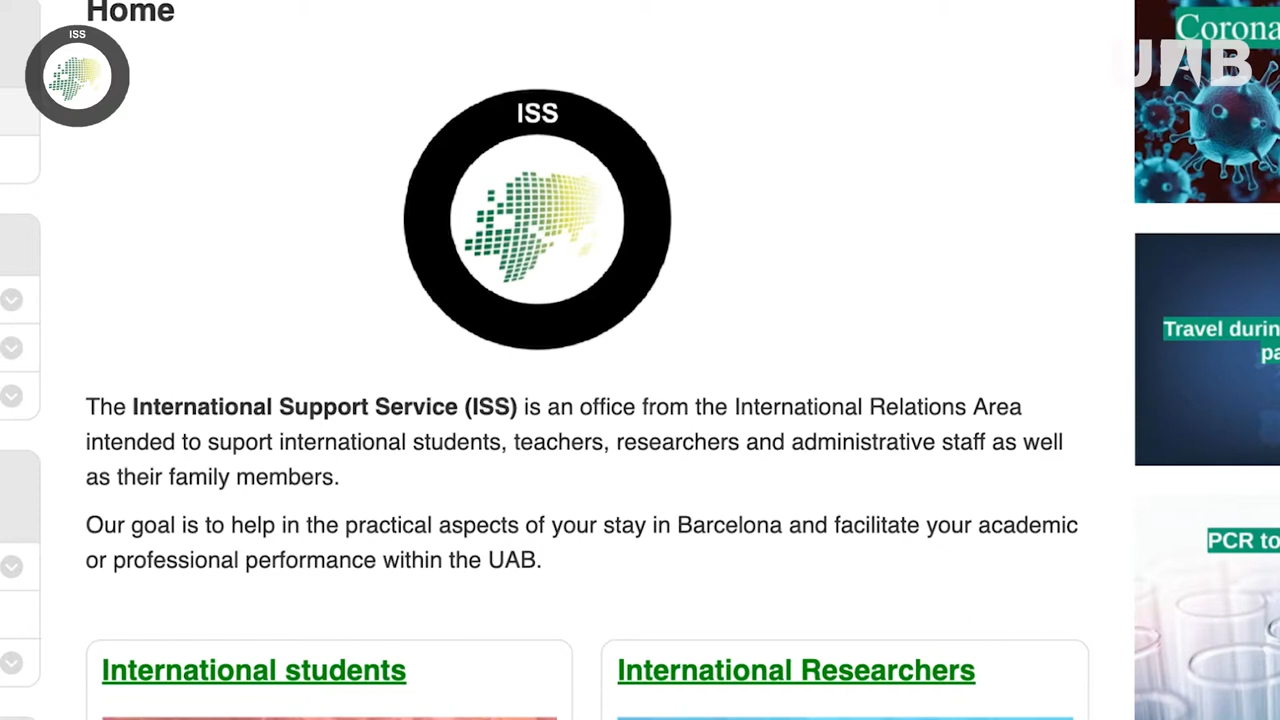 Home
ISS
UAB
Corona
ISS
Travel durin
pa
The International Support Service (ISS) is an office from the International Relations Area
intended to suport international students, teachers, researchers and administrative staff as well
as their family members.
Our goal is to help in the practical aspects of your stay in Barcelona and facilitate your academic
or professional performance within the UAB.
PCR to
International students
International Researchers